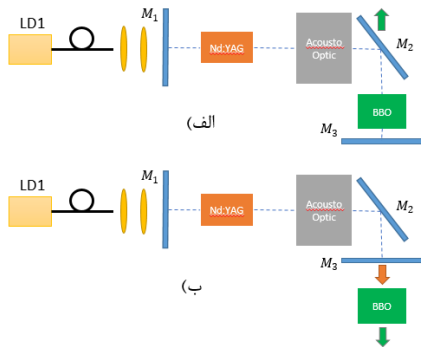 LD1
M₁
Nd:YAG
Acousto
Optic
M₂
BBO
M₃
الف)
LD1
M₁
Nd:YAG
Acousto
Optic
M₂
M₃
BBO
ب)